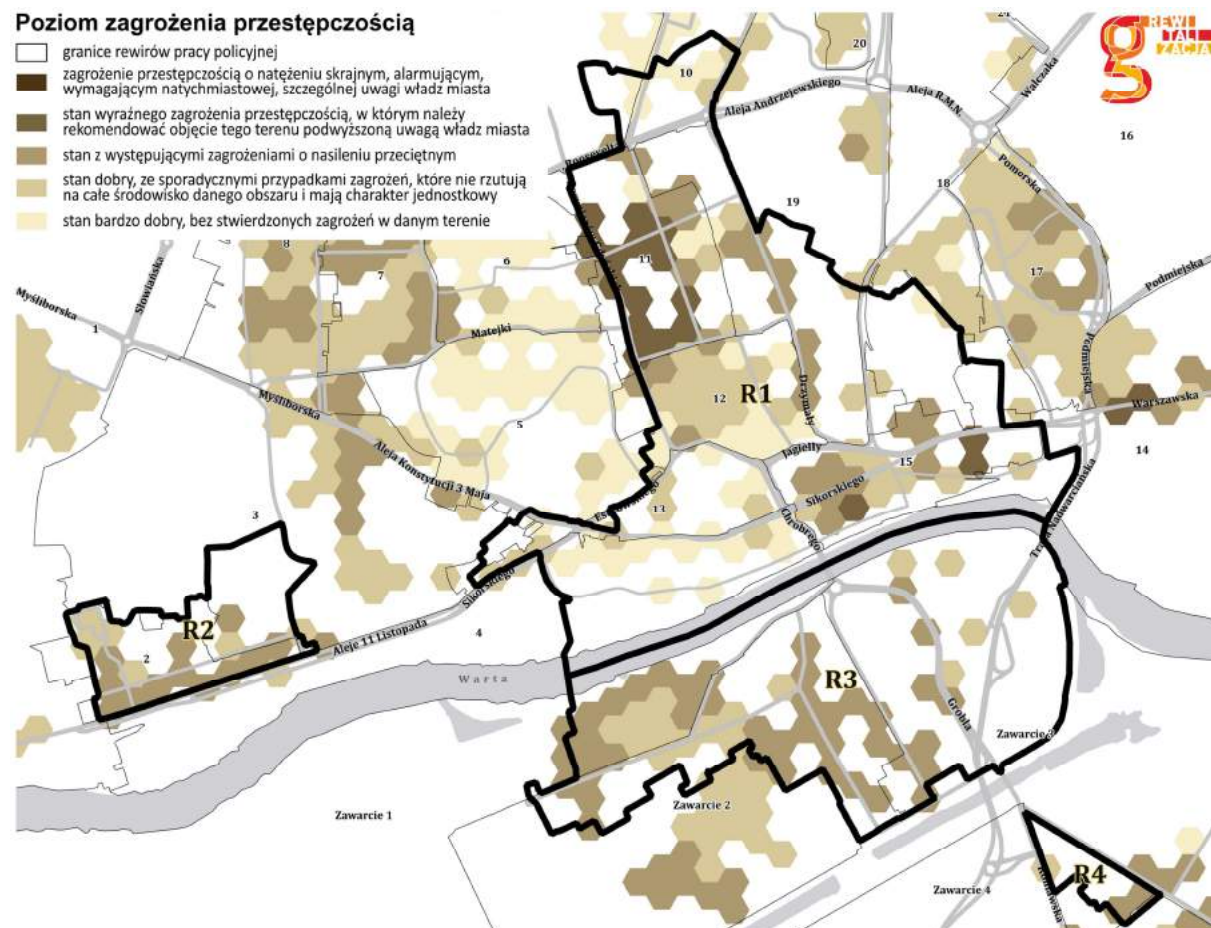 Poziom zagrożenia przestępczością
granice rewirów pracy policyjnej
zagrożenie przestępczością o natężeniu skrajnym, alarmującym,
wymagającym natychmiastowej, szczególnej uwagi władz miasta
stan wyraźnego zagrożenia przestępczością, w którym należy
rekomendować objęcie tego terenu podwyższoną uwagą władz miasta
stan z występującymi zagrożeniami o nasileniu przeciętnym
stan dobry, ze sporadycznymi przypadkami zagrożeń, które nie rzutują
na całe środowisko danego obszaru i mają charakter jednostkowy
stan bardzo dobry, bez stwierdzonych zagrożeń w danym terenie
REWI
TALI
ZACJA
g
24
20
10
Aleja Andrzejewskiego
Aleja R.M.N.
Walczaka
16
Pomorska
18
19
11
17
Podmiejska
Podmiejska
8
7
6
Słowiańska
Myśliborska
1
Matejki
Myśliborska
5
12
R1
Drzymały
Warszawska
14
Aleja Konstytucji 3 Maja
Jagiełły
15
Sikorskiego
13
Chrobrego
3
Sikorskiego
4
R2
2
Aleje 11 Listopada
Warta
R3
Grobla
Zawarcie 3
Zawarcie 2
Zawarcie 1
Zawarcie 4
R4